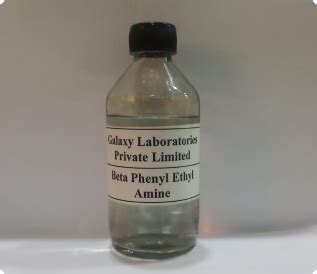 Galaxy Laboratories
Private Limited
Beta Phenyl Ethyl
Amine